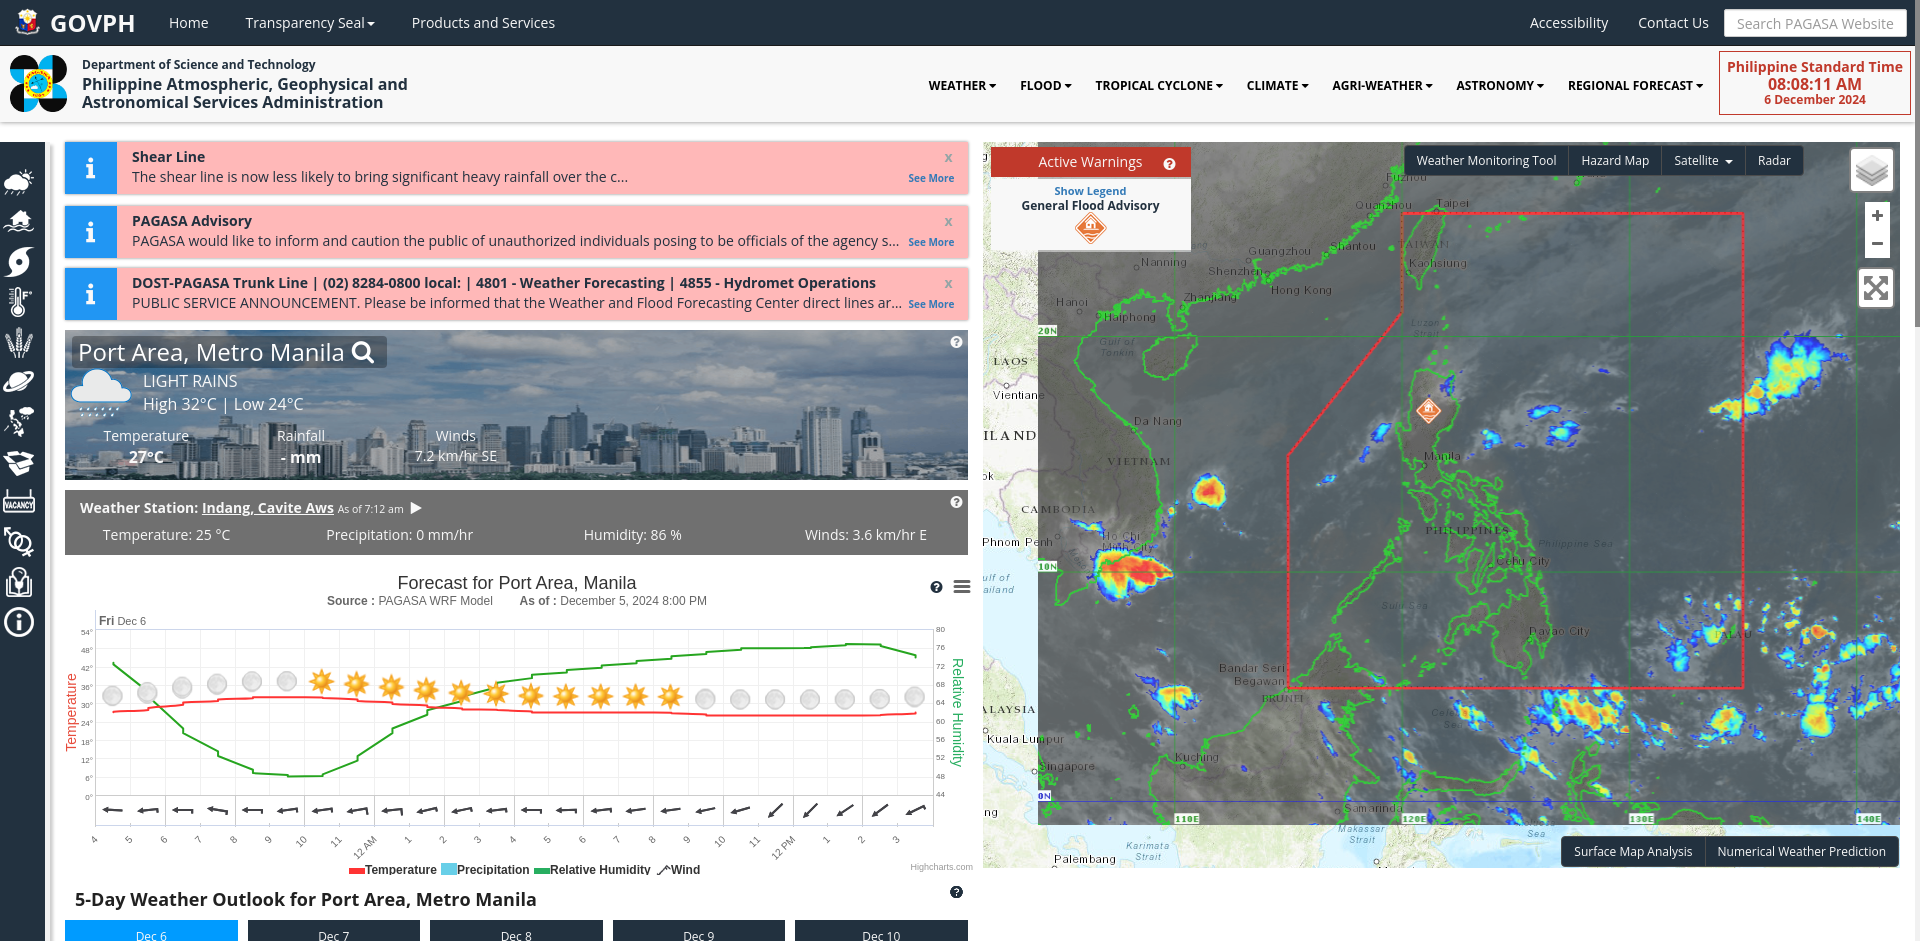 GOVPH
Home
Transparency Seal
Products and Services
Accessibility
Contact Us
Search PAGASA Website
Department of Science and Technology
Philippine Atmospheric, Geophysical and
Astronomical Services Administration
WEATHER
FLOOD
TROPICAL CYCLONE
CLIMATE
AGRI-WEATHER
ASTRONOMY
REGIONAL FORECAST
Philippine Standard Time
08:08:11 AM
6 December 2024
VACANCY
Shear Line
x
The shear line is now less likely to bring significant heavy rainfall over the c...
See More
PAGASA Advisory
x
PAGASA would like to inform and caution the public of unauthorized individuals posing to be officials of the agency s...
See More
DOST-PAGASA Trunk Line | (02) 8284-0800 local: | 4801 - Weather Forecasting | 4855 - Hydromet Operations
x
PUBLIC SERVICE ANNOUNCEMENT. Please be informed that the Weather and Flood Forecasting Center direct lines ar...
See More
Port Area, Metro Manila
LIGHT RAINS
High 32°C | Low 24°C
Temperature
Rainfall
Winds
27°C
- mm
7.2 km/hr SE
Weather Station: Indang, Cavite Aws As of 7:12 am
Temperature: 25 °C
Precipitation: 0 mm/hr
Humidity: 86 %
Winds: 3.6 km/hr E
Forecast for Port Area, Manila
Source : PAGASA WRF Model As of : December 5, 2024 8:00 PM
Fri Dec 6
Temperature
54°
48°
42°
36°
30°
24°
18°
12°
6°
0°
80
76
72
68
64
60
56
52
48
44
Relative Humidity
4
5
6
7
8
9
10
11
12 AM
1
2
3
4
5
6
7
8
9
10
11
12 PM
1
2
3
Temperature
Precipitation
Relative Humidity
Wind
Highcharts.com
5-Day Weather Outlook for Port Area, Metro Manila
Dec 6
Dec 7
Dec 8
Dec 9
Dec 10
Active Warnings
Show Legend
General Flood Advisory
Weather Monitoring Tool
Hazard Map
Satellite
Radar
+
−
Fuzhou
Quanzhou
Taipei
TAIWAN
Kaohsiung
Guangzhou
Shantou
Nanning
Shenzhen
Hong Kong
Hanoi
Zhanjiang
Haiphong
20N
Luzon
Strait
Gulf of
Tonkin
LAOS
Vientiane
Da Nang
ILAND
VIETNAM
Manila
ok
CAMBODIA
Phnom Penh
Ho Chi
Minh City
PHILIPPINES
Philippine Sea
Cebu City
10N
ulf of
ailand
Sulu Sea
Davao City
PALAU
Bandar Seri
Begawan
BRUNEI
ALAYSIA
Kuala Lumpur
Kuching
Singapore
0N
ng
Samarinda
110E
120E
130E
140E
Makassar
Strait
Sea
Karimata
Strait
Palembang
Surface Map Analysis
Numerical Weather Prediction